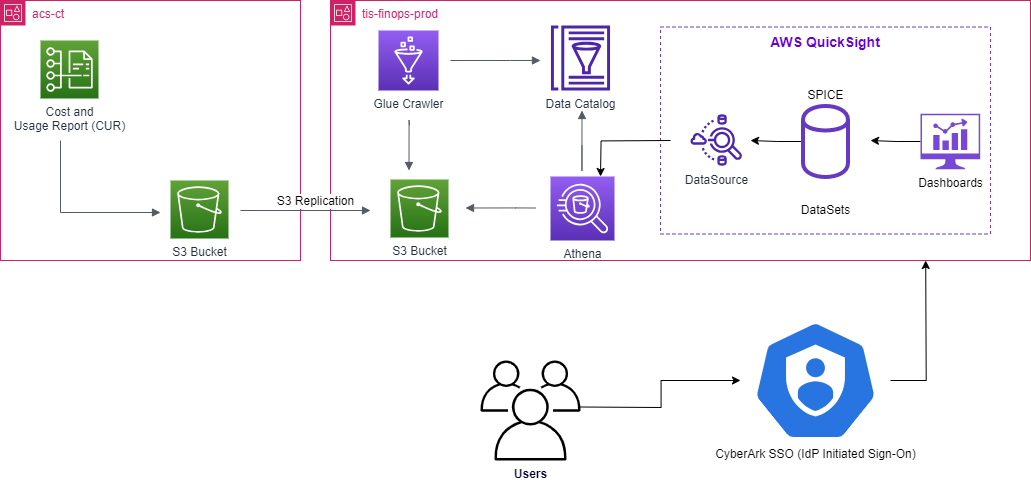 acs-ct
Cost and
Usage Report (CUR)
S3 Bucket
S3 Replication
tis-finops-prod
Glue Crawler
Data Catalog
S3 Bucket
Athena
AWS QuickSight
SPICE
DataSource
DataSets
Dashboards
Users
CyberArk SSO (IdP Initiated Sign-On)